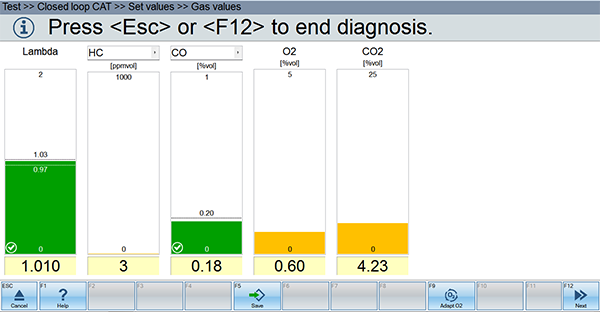 Test >> Closed loop CAT >> Set values >> Gas values
Press <Esc> or <F12> to end diagnosis.
Lambda HC CO O2 CO2
[ppmvol] [%vol] [%vol] [%vol]
2 1000 1 5 25
1.03
0.97
0.20
0 0 0 0 0
1.010 3 0.18 0.60 4.23
ESC F1 F2 F3 F4 F5 F6 F7 F8 F9 F10 F11 F12
Cancel Help Save Adapt O2 Next